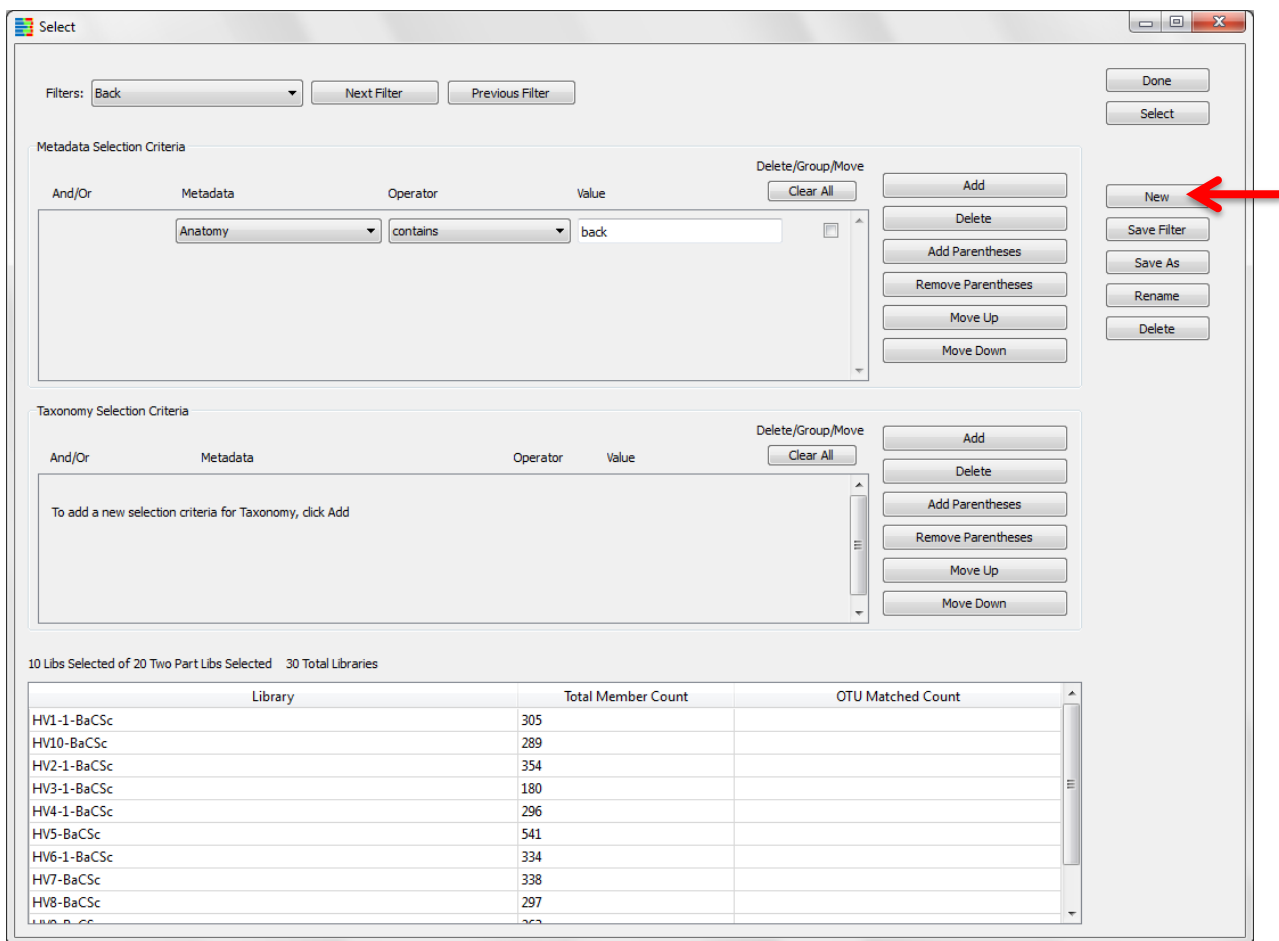 Select
Filters: Back Next Filter Previous Filter
Done
Select
Metadata Selection Criteria
Delete/Group/Move
And/Or Metadata Operator Value Clear All
Anatomy contains back
Add
Delete
Add Parentheses
Remove Parentheses
Move Up
Move Down
New
Save Filter
Save As
Rename
Delete
Taxonomy Selection Criteria
Delete/Group/Move
And/Or Metadata Operator Value Clear All
To add a new selection criteria for Taxonomy, click Add
Add
Delete
Add Parentheses
Remove Parentheses
Move Up
Move Down
10 Libs Selected of 20 Two Part Libs Selected 30 Total Libraries
Library Total Member Count OTU Matched Count
HV1-1-BaCSc 305
HV10-BaCSc 289
HV2-1-BaCSc 354
HV3-1-BaCSc 180
HV4-1-BaCSc 296
HV5-BaCSc 541
HV6-1-BaCSc 334
HV7-BaCSc 338
HV8-BaCSc 297